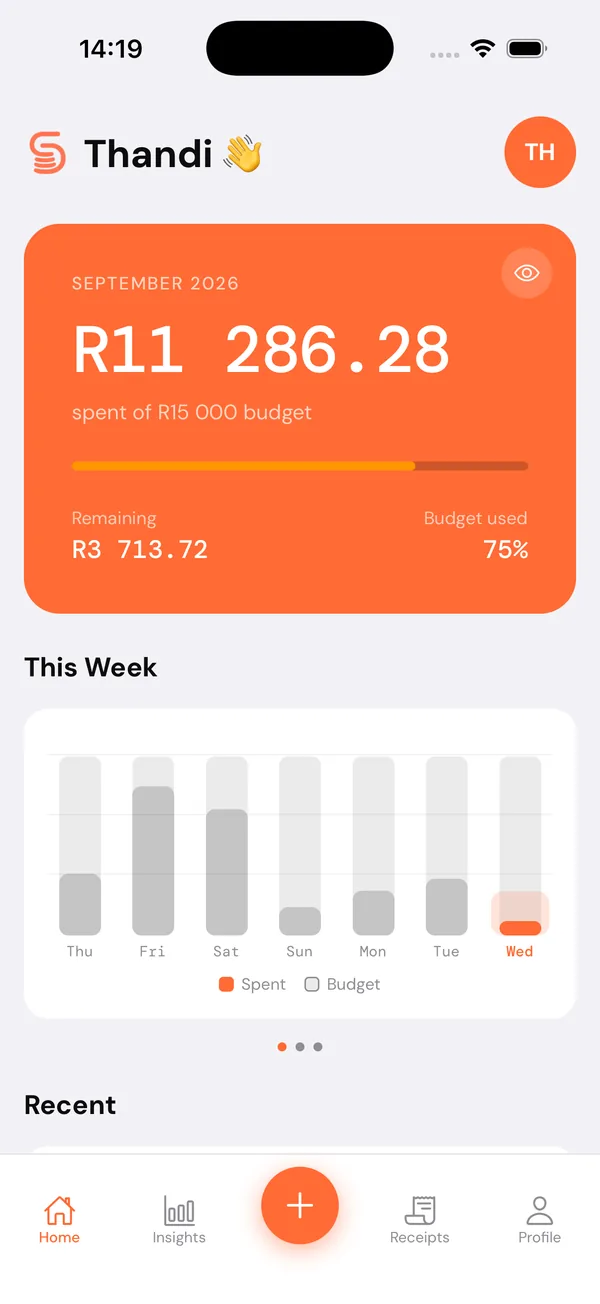 14:19
Thandi 👋
TH
SEPTEMBER 2026
R11 286.28
spent of R15 000 budget
Remaining
Budget used
R3 713.72
75%
This Week
Thu Fri Sat Sun Mon Tue Wed
Spent Budget
Recent
Home Insights Receipts Profile